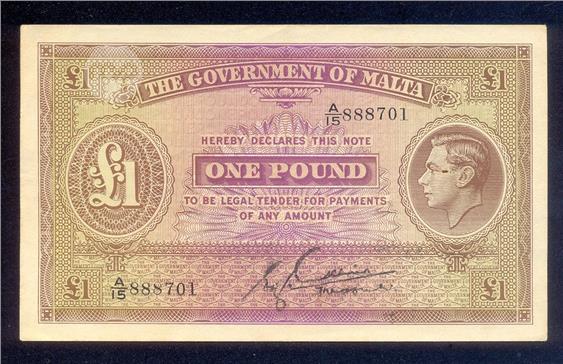 £1 THE GOVERNMENT OF MALTA £1
A/15 888701
HEREBY DECLARES THIS NOTE
£1 ONE POUND
TO BE LEGAL TENDER FOR PAYMENTS
OF ANY AMOUNT
A/15 888701
£1 £1